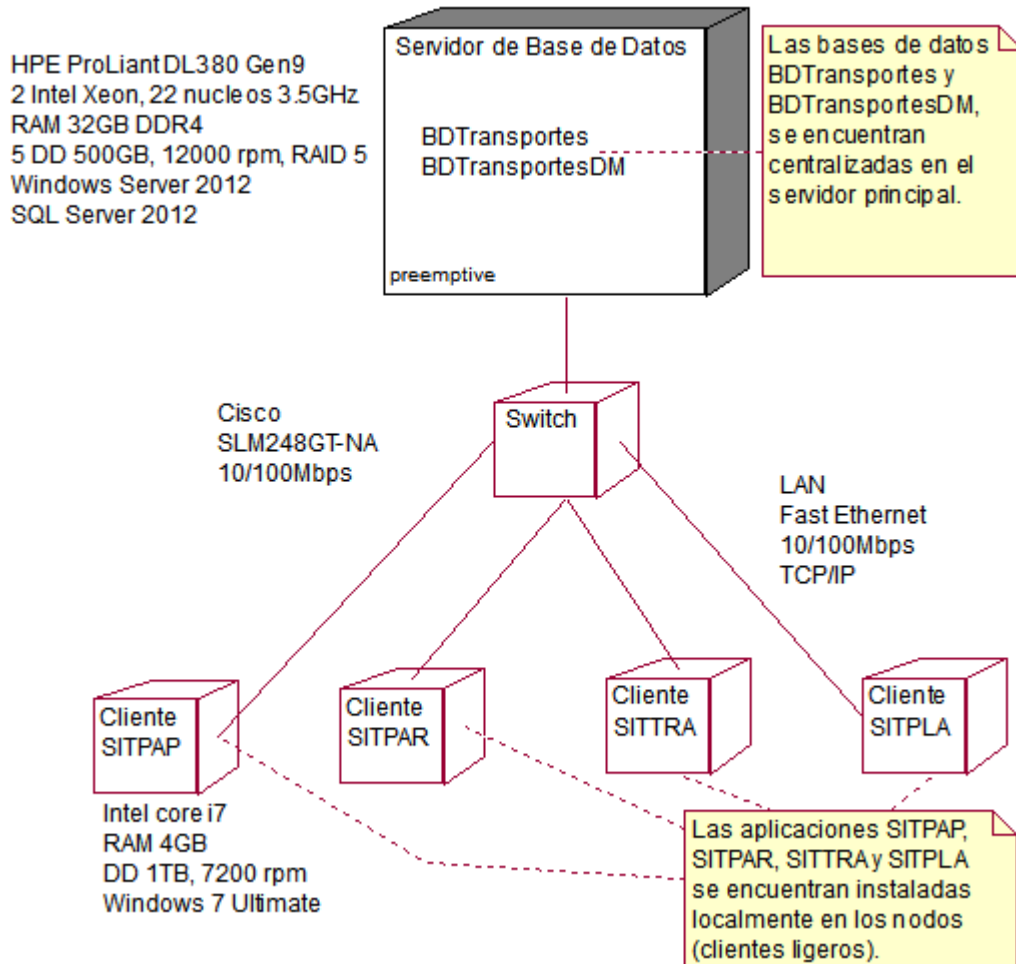 HPE ProLiant DL380 Gen9
2 Intel Xeon, 22 nucleos 3.5GHz
RAM 32GB DDR4
5 DD 500GB, 12000 rpm, RAID 5
Windows Server 2012
SQL Server 2012
Servidor de Base de Datos
BDTransportes
BDTransportesDM
preemptive
Las bases de datos
BDTransportes y
BDTransportesDM,
se encuentran
centralizadas en el
servidor principal.
Cisco
SLM248GT-NA
10/100Mbps
Switch
LAN
Fast Ethernet
10/100Mbps
TCP/IP
Cliente
SITPAP
Cliente
SITPAR
Cliente
SITTRA
Cliente
SITPLA
Intel core i7
RAM 4GB
DD 1TB, 7200 rpm
Windows 7 Ultimate
Las aplicaciones SITPAP,
SITPAR, SITTRA y SITPLA
se encuentran instaladas
localmente en los nodos
(clientes ligeros).